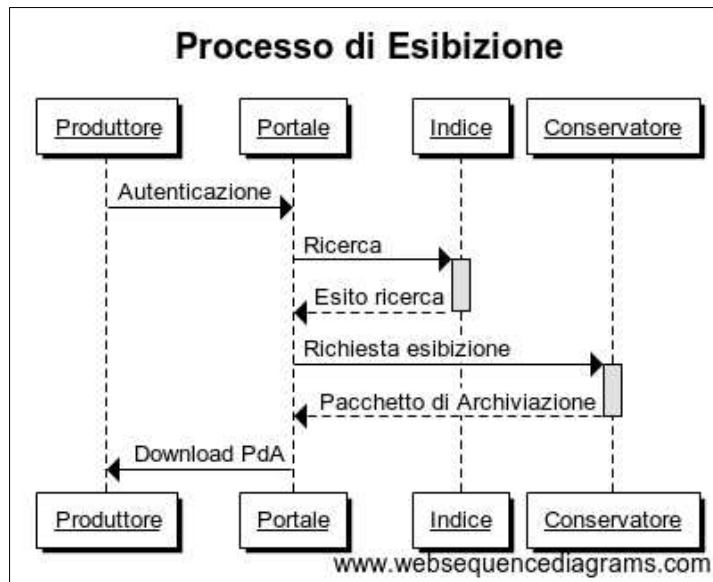 Processo di Esibizione
Produttore
Portale
Indice
Conservatore
Autenticazione
Ricerca
Esito ricerca
Richiesta esibizione
Pacchetto di Archiviazione
Download PdA
Produttore
Portale
Indice
Conservatore
www.websequencediagrams.com